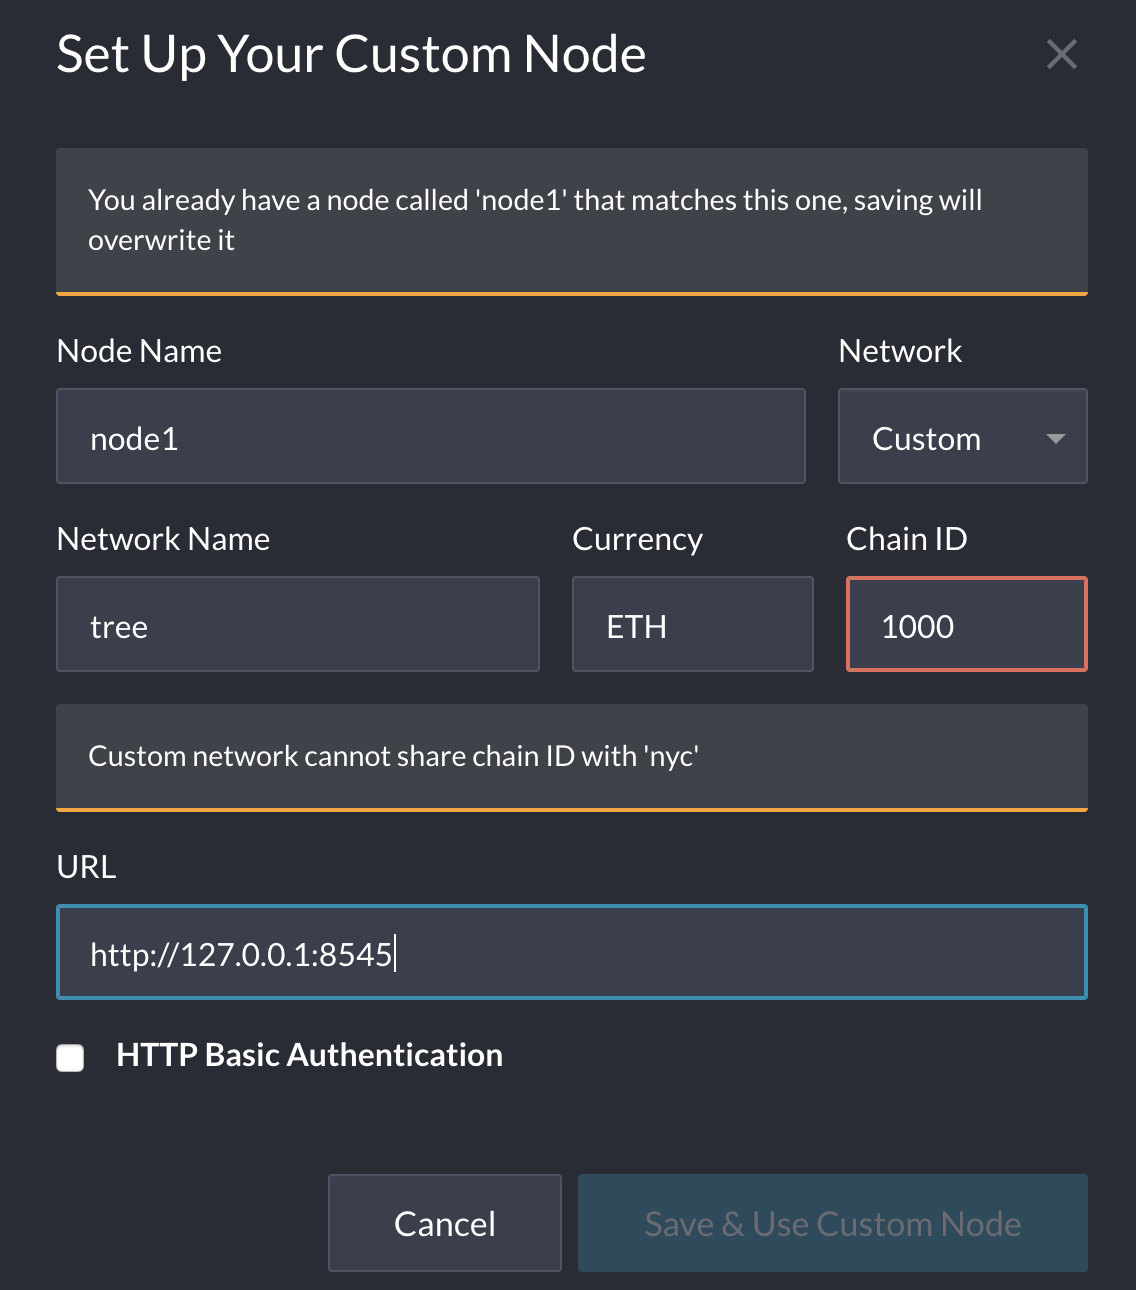 Set Up Your Custom Node
You already have a node called 'node1' that matches this one, saving will
overwrite it
Node Name
Network
node1
Custom
Network Name
Currency
Chain ID
tree
ETH
1000
Custom network cannot share chain ID with 'nyc'
URL
http://127.0.0.1:8545
HTTP Basic Authentication
Cancel
Save & Use Custom Node